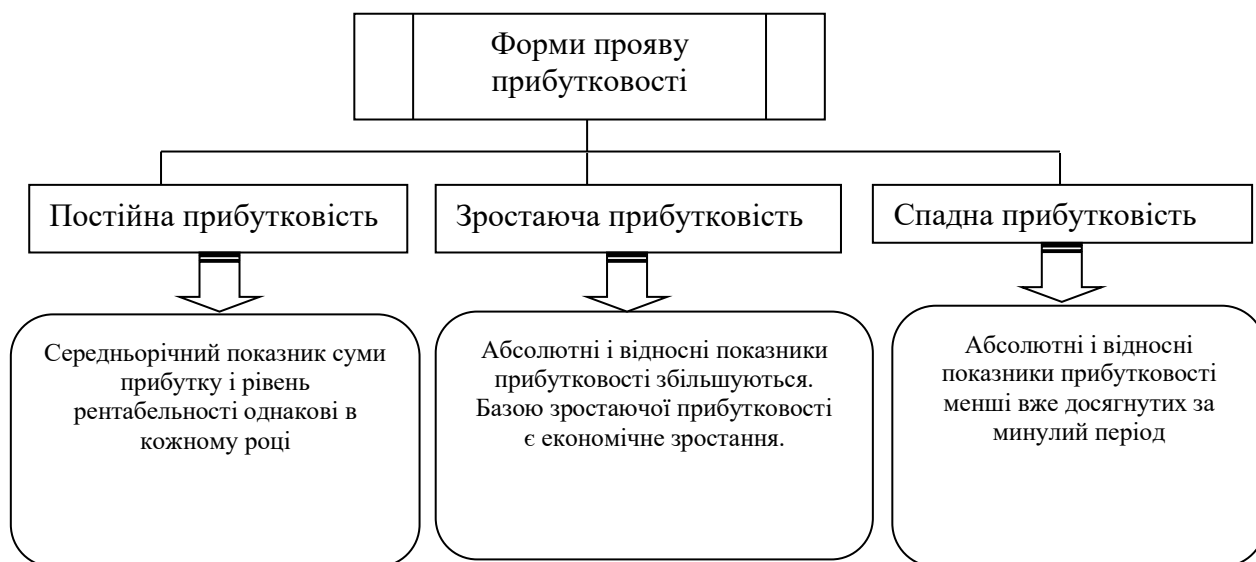 Форми прояву
прибутковості
Постійна прибутковість
Зростаюча прибутковість
Спадна прибутковість
Середньорічний показник суми
прибутку і рівень
рентабельності однакові в
кожному році
Абсолютні і відносні показники
прибутковості збільшуються.
Базою зростаючої прибутковості
є економічне зростання.
Абсолютні і відносні
показники прибутковості
менші вже досягнутих за
минулий період